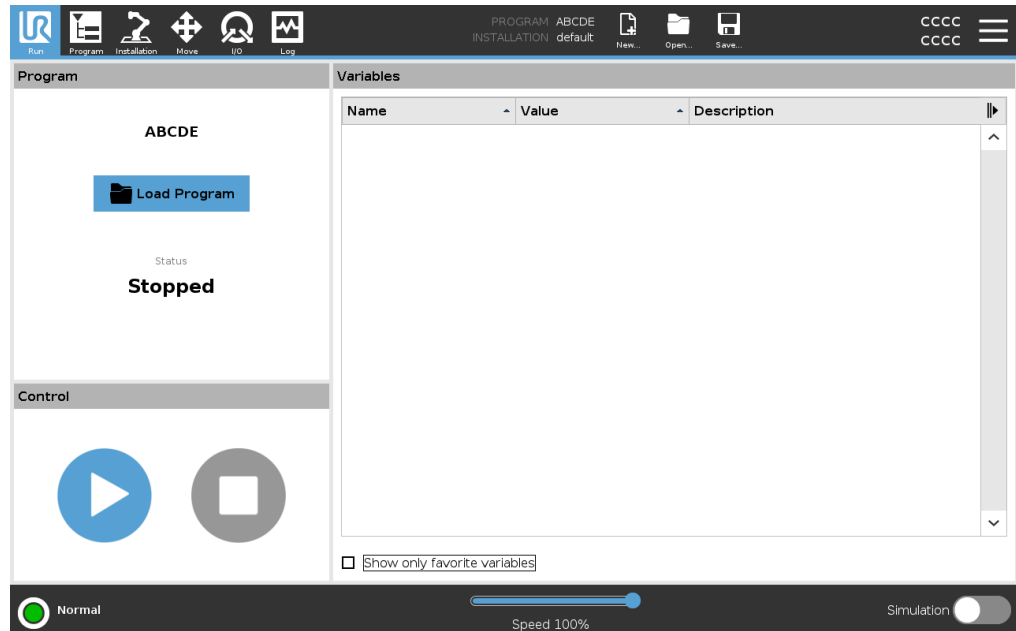 UR
Run
Program
Installation
Move
I/O
Log
PROGRAM ABCDE
INSTALLATION default
New...
Open...
Save...
CCCC
CCCC
Program
ABCDE
Load Program
Status
Stopped
Control
Variables
Name Value Description
Show only favorite variables
Normal
Speed 100%
Simulation